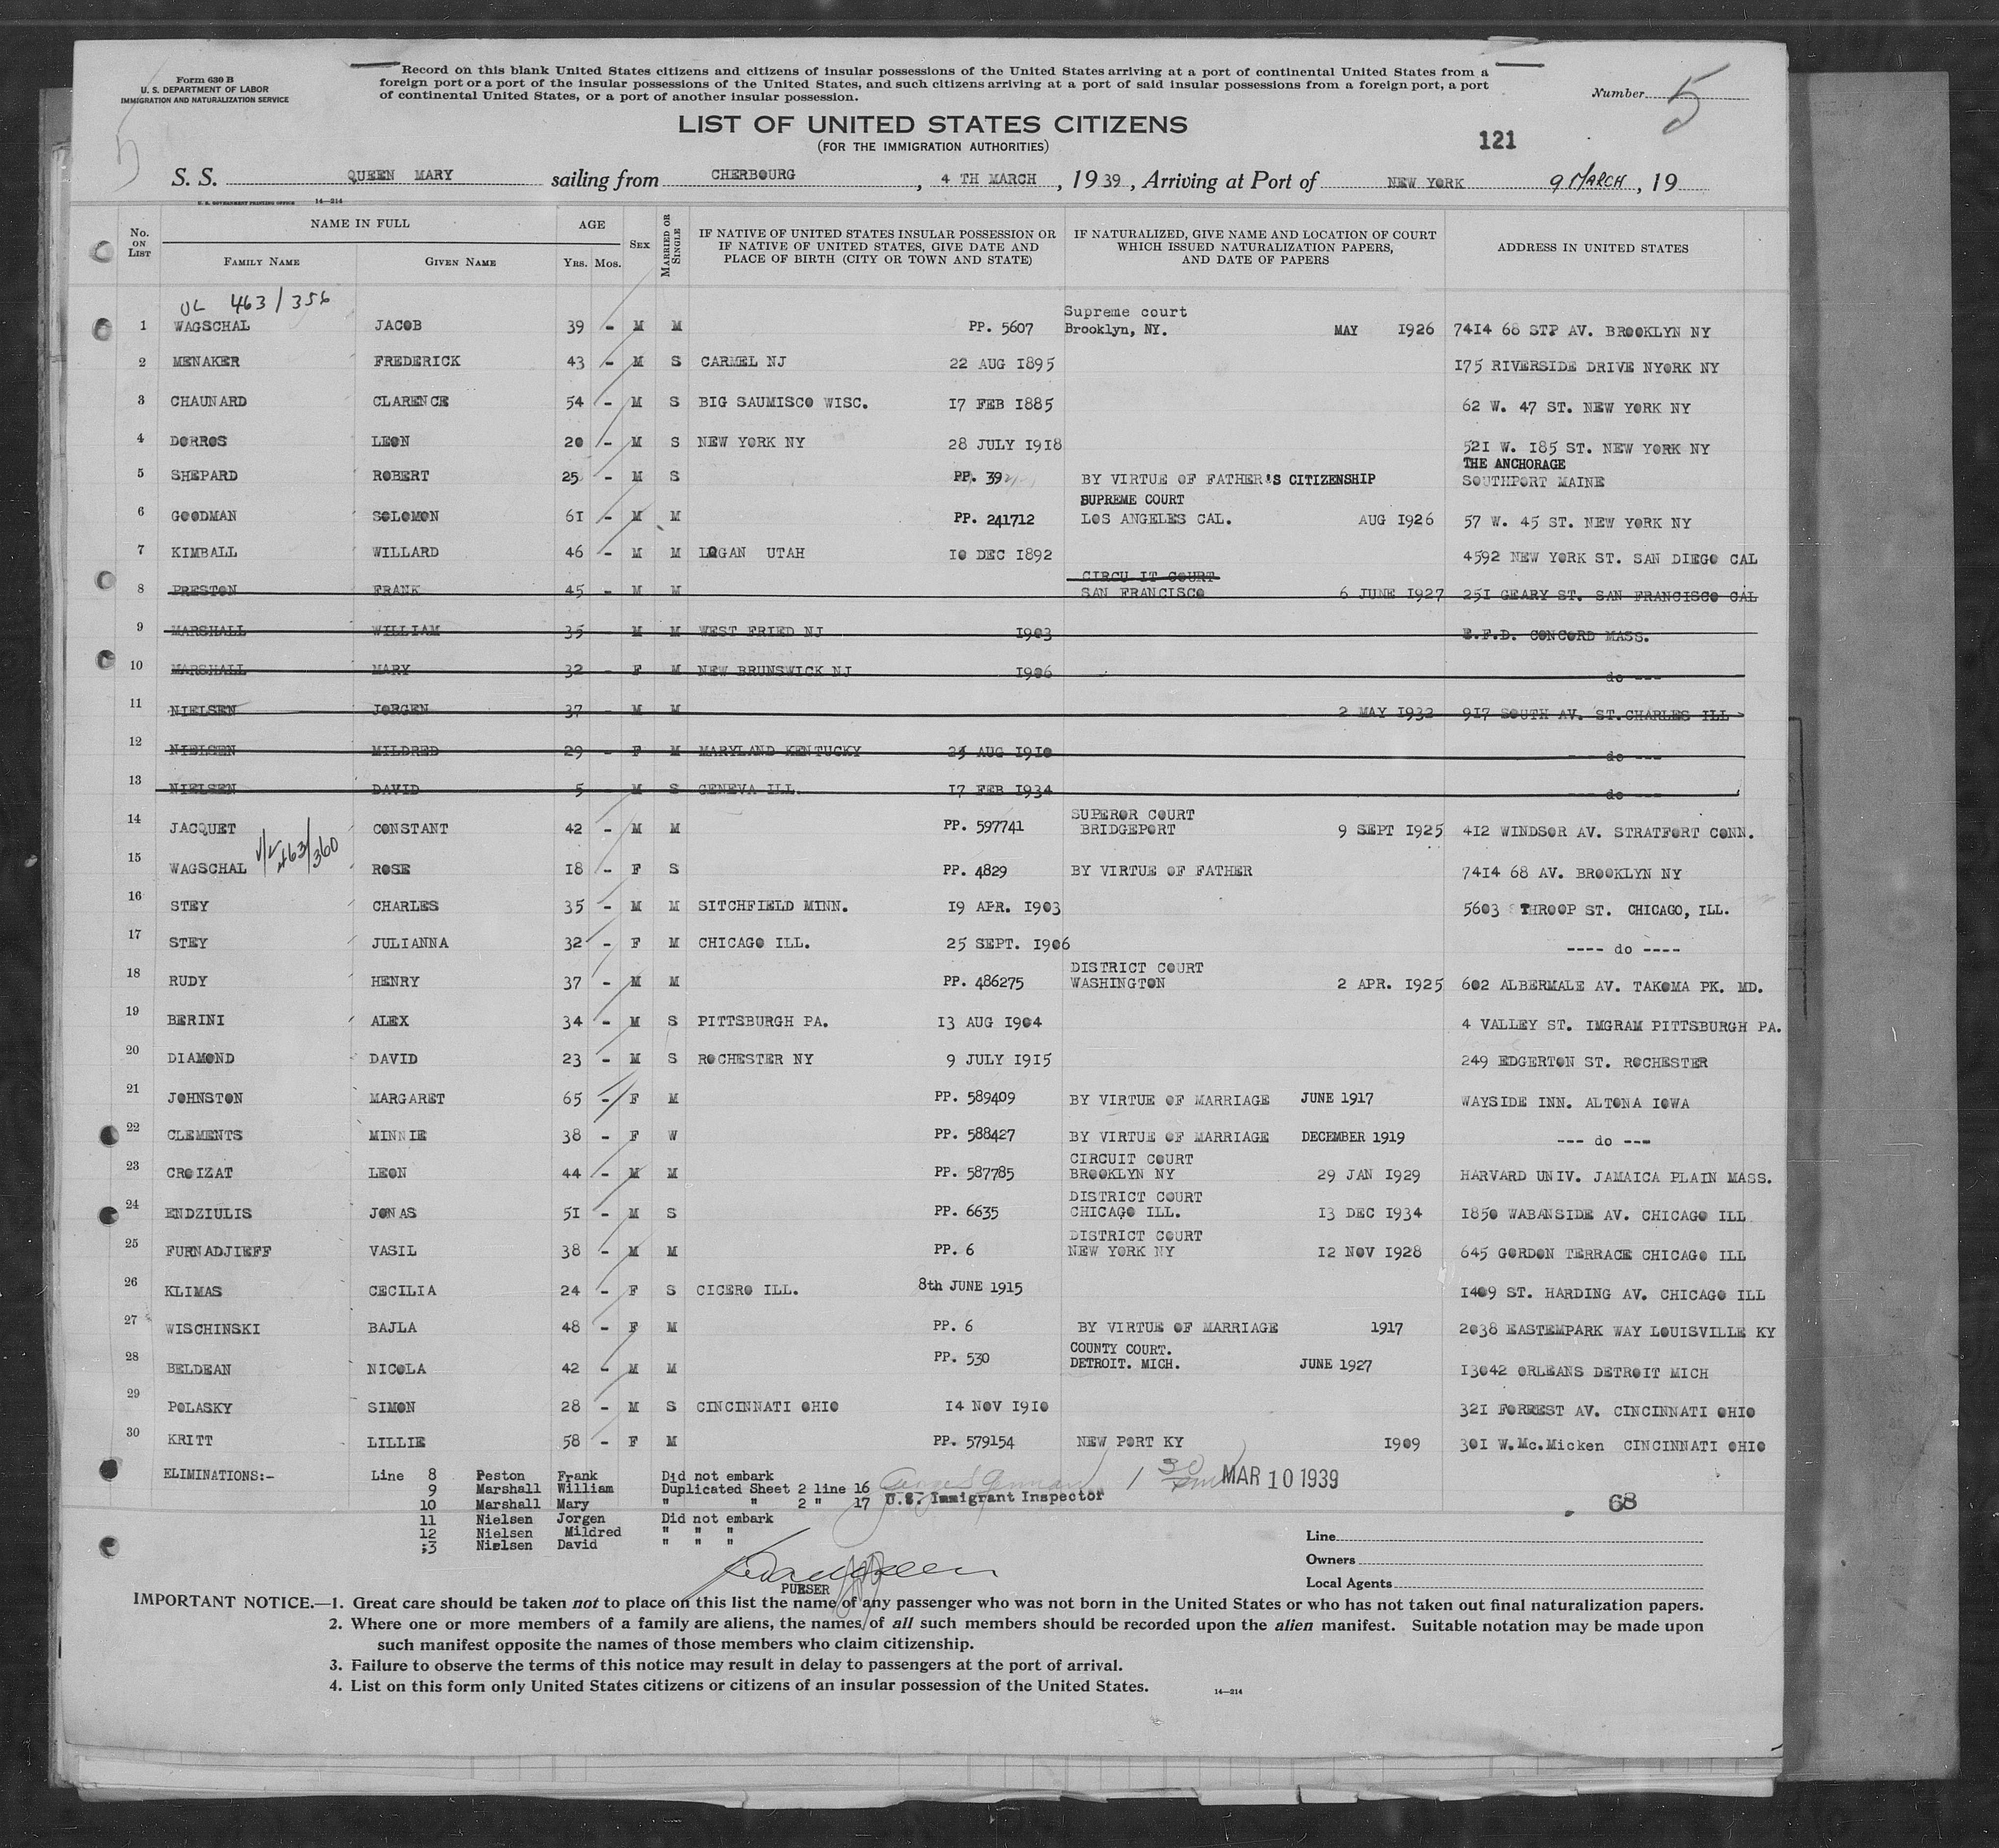 Form 630 B
U. S. DEPARTMENT OF LABOR
IMMIGRATION AND NATURALIZATION SERVICE
Record on this blank United States citizens and citizens of insular possessions of the United States arriving at a port of continental United States from a
foreign port or a port of the insular possessions of the United States, and such citizens arriving at a port of said insular possessions from a foreign port, a port
of continental United States, or a port of another insular possession.
Number 5
5
LIST OF UNITED STATES CITIZENS
(FOR THE IMMIGRATION AUTHORITIES)
121
S. S. QUEEN MARY sailing from CHERBOURG, 4 TH MARCH, 19 39, Arriving at Port of NEW YORK 9 MARCH, 19
U. S. GOVERNMENT PRINTING OFFICE 14—214
No. ON LIST NAME IN FULL FAMILY NAME GIVEN NAME AGE YRS. MOS. SEX MARRIED OR SINGLE IF NATIVE OF UNITED STATES INSULAR POSSESSION OR IF NATIVE OF UNITED STATES, GIVE DATE AND PLACE OF BIRTH (CITY OR TOWN AND STATE) IF NATURALIZED, GIVE NAME AND LOCATION OF COURT WHICH ISSUED NATURALIZATION PAPERS, AND DATE OF PAPERS ADDRESS IN UNITED STATES
463/356
Supreme court
1 WAGSCHAL JACOB 39 - M M PP. 5607 Brooklyn, NY. MAY 1926 7414 68 STP AV. BROOKLYN NY
2 MENAKER FREDERICK 43 - M S CARMEL NJ 22 AUG 1895 175 RIVERSIDE DRIVE NYORK NY
3 CHAUNARD CLARENCE 54 - M S BIG SAUMISCO WISC. 17 FEB 1885 62 W. 47 ST. NEW YORK NY
4 DORROS LEON 20 - M S NEW YORK NY 28 JULY 1918 521 W. 185 ST. NEW YORK NY
THE ANCHORAGE
5 SHEPARD ROBERT 25 - M S PP. 392 BY VIRTUE OF FATHER'S CITIZENSHIP SOUTHPORT MAINE
SUPREME COURT
6 GOODMAN SOLOMON 61 - M M PP. 241712 LOS ANGELES CAL. AUG 1926 57 W. 45 ST. NEW YORK NY
7 KIMBALL WILLARD 46 - M M LOGAN UTAH 10 DEC 1892 4592 NEW YORK ST. SAN DIEGO CAL
CIRCUIT COURT
8 PRESTON FRANK 45 - M M SAN FRANCISCO 6 JUNE 1927 251 GEARY ST. SAN FRANCISCO CAL
9 MARSHALL WILLIAM 35 - M M WEST FRIED NJ 1903 R.F.D. CONCORD MASS.
10 MARSHALL MARY 32 - F M NEW BRUNSWICK NJ 1906 do ---
11 NIELSEN JORGEN 37 - M M 2 MAY 1932 917 SOUTH AV. ST.CHARLES ILL
12 NIELSEN MILDRED 29 - F M MARYLAND KENTUCKY AUG 1910 do ---
13 NIELSEN DAVID 5 - M S GENEVA ILL. 17 FEB 1934 --- do ---
SUPEROR COURT
14 JACQUET CONSTANT 42 - M M PP. 597741 BRIDGEPORT 9 SEPT 1925 412 WINDSOR AV. STRATFORT CONN.
463/360
15 WAGSCHAL ROSE 18 - F S PP. 4829 BY VIRTUE OF FATHER 7414 68 AV. BROOKLYN NY
16 STEY CHARLES 35 - M M SITCHFIELD MINN. 19 APR. 1903 5603 THROOP ST. CHICAGO, ILL.
17 STEY JULIANNA 32 - F M CHICAGO ILL. 25 SEPT. 1906 ---- do ----
DISTRICT COURT
18 RUDY HENRY 37 - M M PP. 486275 WASHINGTON 2 APR. 1925 602 ALBERMALE AV. TAKOMA PK. MD.
19 BERINI ALEX 34 - M S PITTSBURGH PA. 13 AUG 1904 4 VALLEY ST. IMGRAM PITTSBURGH PA.
20 DIAMOND DAVID 23 - M S ROCHESTER NY 9 JULY 1915 249 EDGERTON ST. ROCHESTER
21 JOHNSTON MARGARET 65 - F M PP. 589409 BY VIRTUE OF MARRIAGE JUNE 1917 WAYSIDE INN. ALTONA IOWA
22 CLEMENTS MINNIE 38 - F W PP. 588427 BY VIRTUE OF MARRIAGE DECEMBER 1919 --- do ---
CIRCUIT COURT
23 CROIZAT LEON 44 - M M PP. 587785 BROOKLYN NY 29 JAN 1929 HARVARD UNIV. JAMAICA PLAIN MASS.
DISTRICT COURT
24 ENDZIULIS JONAS 51 - M S PP. 6635 CHICAGO ILL. 13 DEC 1934 1850 WABANSIDE AV. CHICAGO ILL
DISTRICT COURT
25 FURNADJIEFF VASIL 38 - M M PP. 6 NEW YORK NY 12 NOV 1928 645 GORDON TERRACE CHICAGO ILL
26 KLIMAS CECILIA 24 - F S CICERO ILL. 8th JUNE 1915 1409 ST. HARDING AV. CHICAGO ILL
27 WISCHINSKI BAJLA 48 - F M PP. 6 BY VIRTUE OF MARRIAGE 1917 2038 EASTEMPARK WAY LOUISVILLE KY
COUNTY COURT.
28 BELDEAN NICOLA 42 - M M PP. 530 DETROIT. MICH. JUNE 1927 13042 ORLEANS DETROIT MICH
29 POLASKY SIMON 28 - M S CINCINNATI OHIO 14 NOV 1910 321 FORREST AV. CINCINNATI OHIO
30 KRITT LILLIE 58 - F M PP. 579154 NEW PORT KY 1909 301 W.Mc.Micken CINCINNATI OHIO
ELIMINATIONS:- Line 8 Peston Frank Did not embark MAR 10 1939
9 Marshall William Duplicated Sheet 2 line 16 U.S. Immigrant Inspector
10 Marshall Mary " " 2 " 17 68
11 Nielsen Jorgen Did not embark
12 Nielsen Mildred " " "
13 Nielsen David " " "
PURSER
Line
Owners
Local Agents
IMPORTANT NOTICE.—1. Great care should be taken not to place on this list the name of any passenger who was not born in the United States or who has not taken out final naturalization papers.
2. Where one or more members of a family are aliens, the names of all such members should be recorded upon the alien manifest. Suitable notation may be made upon
such manifest opposite the names of those members who claim citizenship.
3. Failure to observe the terms of this notice may result in delay to passengers at the port of arrival.
4. List on this form only United States citizens or citizens of an insular possession of the United States.
14—214